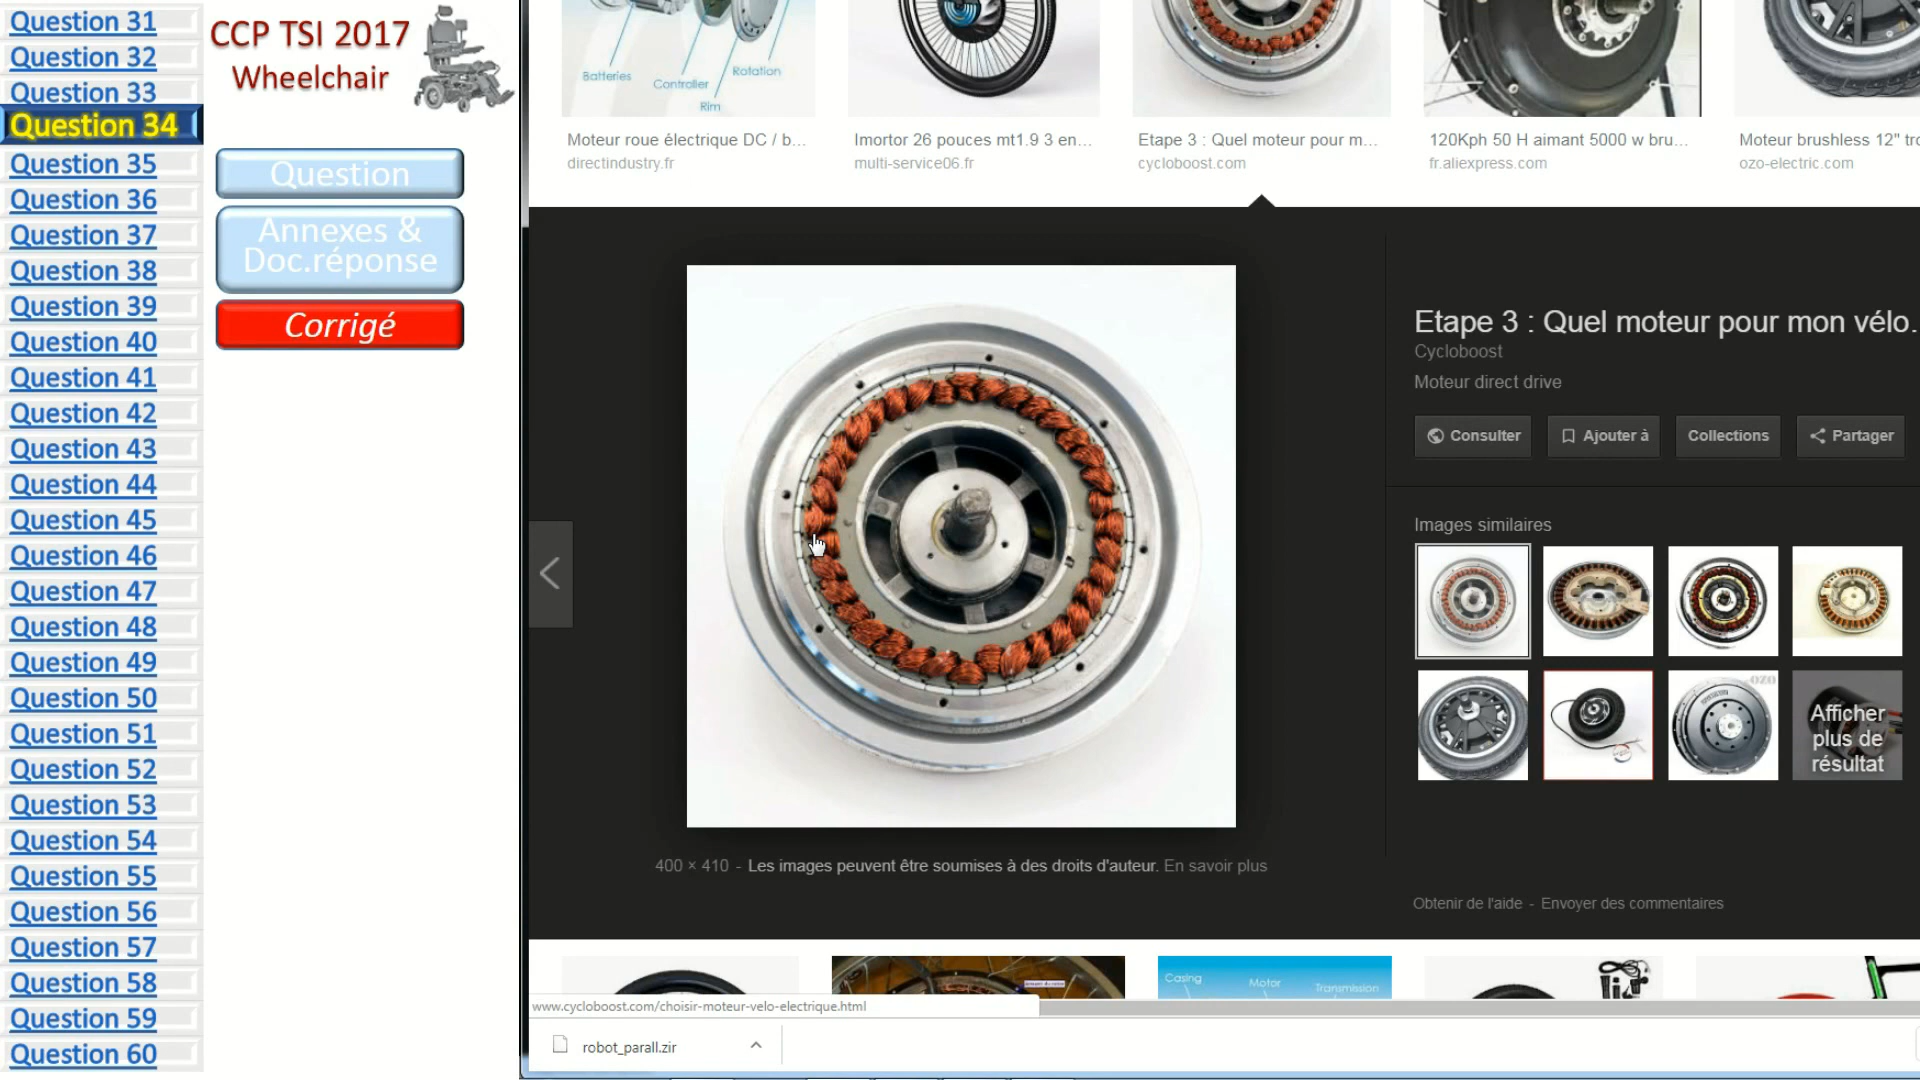 Question 31
Question 32
Question 33
Question 34
Question 35
Question 36
Question 37
Question 38
Question 39
Question 40
Question 41
Question 42
Question 43
Question 44
Question 45
Question 46
Question 47
Question 48
Question 49
Question 50
Question 51
Question 52
Question 53
Question 54
Question 55
Question 56
Question 57
Question 58
Question 59
Question 60
CCP TSI 2017
Wheelchair
Question
Annexes &
Doc.réponse
Corrigé
Batteries
Controller
Rotation
Rim
Moteur roue électrique DC / b...
directindustry.fr
Imortor 26 pouces mt1.9 3 en...
multi-service06.fr
Etape 3 : Quel moteur pour m...
cycloboost.com
120Kph 50 H aimant 5000 w bru...
fr.aliexpress.com
Moteur brushless 12" tro
ozo-electric.com
Etape 3 : Quel moteur pour mon vélo.
Cycloboost
Moteur direct drive
Consulter
Ajouter à
Collections
Partager
Images similaires
OZO
Afficher
plus de
résultat
400 × 410 - Les images peuvent être soumises à des droits d'auteur. En savoir plus
Obtenir de l'aide - Envoyer des commentaires
Casing
Motor
Transmission
www.cycloboost.com/choisir-moteur-velo-electrique.html
robot_parall.zir